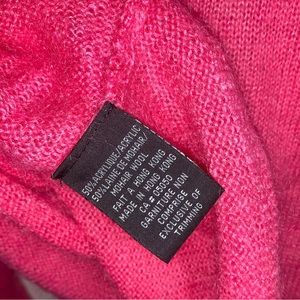 50% ACRYLIQUE/ACRYLIC
50% LAINE DE MOHAIR/
MOHAIR WOOL
FAIT A HONG KONG
MADE IN HONG KONG
CA # 05050
GARNITURE NON
COMPRISE
EXCLUSIVE OF
TRIMMING